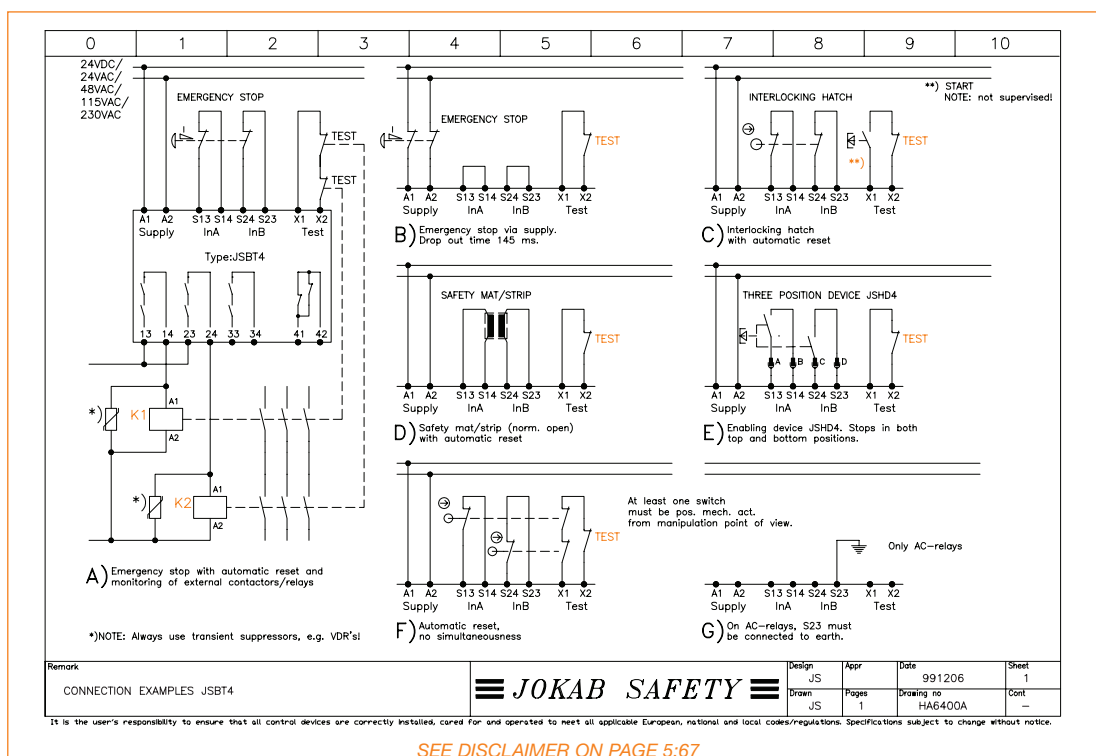 0 1 2 3 4 5 6 7 8 9 10
24VDC/
24VAC/
48VAC/
115VAC/
230VAC
EMERGENCY STOP
TEST
TEST
A1 A2 S13 S14 S24 S23 X1 X2
Supply InA InB Test
Type:JSBT4
13 14 23 24 33 34 41 42
*)
K1
A1
A2
*)
K2
A1
A2
A) Emergency stop with automatic reset and
monitoring of external contactors/relays
*)NOTE: Always use transient suppressors, e.g. VDR's!
EMERGENCY STOP
TEST
A1 A2 S13 S14 S24 S23 X1 X2
Supply InA InB Test
B) Emergency stop via supply.
Drop out time 145 ms.
**) START
NOTE: not supervised!
INTERLOCKING HATCH
TEST
**)
A1 A2 S13 S14 S24 S23 X1 X2
Supply InA InB Test
C) Interlocking hatch
with automatic reset
SAFETY MAT/STRIP
TEST
A1 A2 S13 S14 S24 S23 X1 X2
Supply InA InB Test
D) Safety mat/strip (norm. open)
with automatic reset
THREE POSITION DEVICE JSHD4
TEST
A B C D
A1 A2 S13 S14 S24 S23 X1 X2
Supply InA InB Test
E) Enabling device JSHD4. Stops in both
top and bottom positions.
At least one switch
must be pos. mech. act.
from manipulation point of view.
TEST
A1 A2 S13 S14 S24 S23 X1 X2
Supply InA InB Test
F) Automatic reset,
no simultaneousness
Only AC-relays
A1 A2 S13 S14 S24 S23 X1 X2
Supply InA InB Test
G) On AC-relays, S23 must
be connected to earth.
Remark
CONNECTION EXAMPLES JSBT4
JOKAB SAFETY
Design JS
Appr
Date 991206
Sheet 1
Drawn JS
Pages 1
Drawing no HA6400A
Cont -
It is the user's responsibility to ensure that all control devices are correctly installed, cared for and operated to meet all applicable European, national and local codes/regulations. Specifications subject to change without notice.
SEE DISCLAIMER ON PAGE 5:67